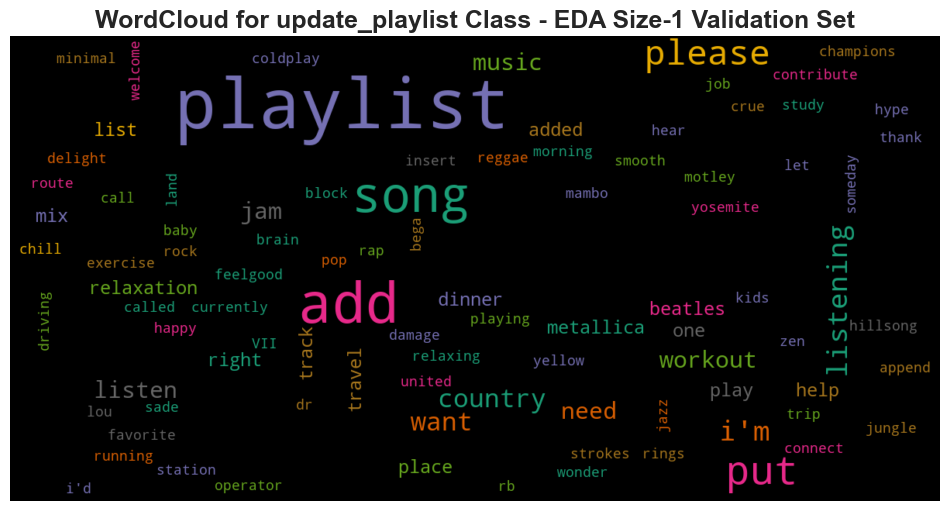 WordCloud for update_playlist Class - EDA Size-1 Validation Set
minimal
welcome
coldplay
music
please
champions
job
contribute
playlist
crue
study
hype
list
added
hear
thank
delight
insert
reggae
morning
smooth
let
someday
route
land
block
song
mambo
motley
yosemite
call
mix
jam
baby
brain
bega
rap
chill
rock
pop
exercise
feelgood
listening
relaxation
add
dinner
beatles
kids
called
currently
playing
metallica
one
hillsong
driving
happy
damage
VII
track
travel
relaxing
yellow
zen
right
workout
append
united
listen
country
play
help
lou
sade
dr
want
need
jazz
trip
jungle
favorite
i'm
running
strokes
rings
connect
station
place
wonder
put
i'd
operator
rb